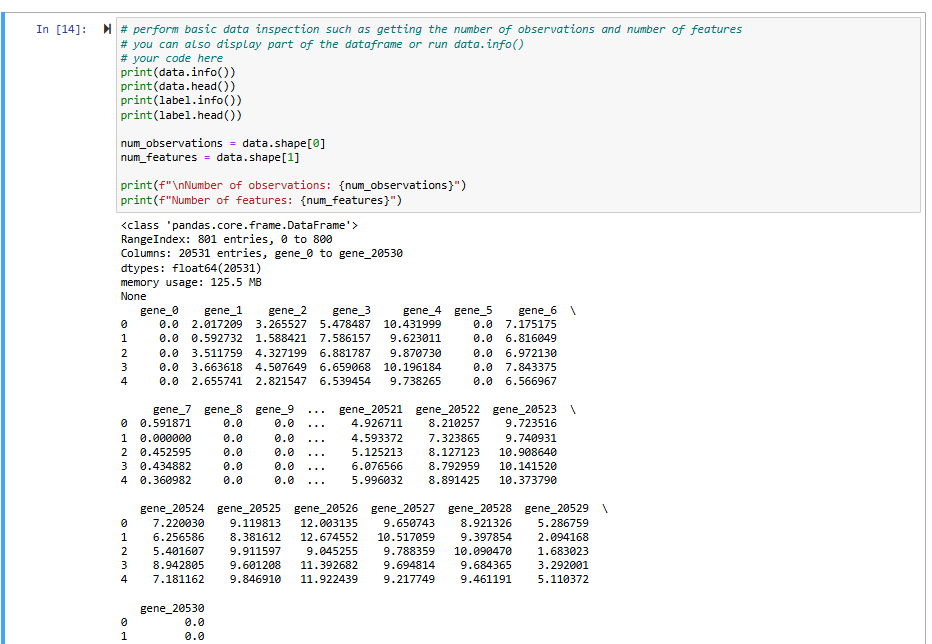 In [14]:
# perform basic data inspection such as getting the number of observations and number of features
# you can also display part of the dataframe or run data.info()
# your code here
print(data.info())
print(data.head())
print(label.info())
print(label.head())
num_observations = data.shape[0]
num_features = data.shape[1]
print(f"\nNumber of observations: {num_observations}")
print(f"Number of features: {num_features}")
<class 'pandas.core.frame.DataFrame'>
RangeIndex: 801 entries, 0 to 800
Columns: 20531 entries, gene_0 to gene_20530
dtypes: float64(20531)
memory usage: 125.5 MB
None
gene_0 gene_1 gene_2 gene_3 gene_4 gene_5 gene_6 \
0 0.0 2.017209 3.265527 5.478487 10.431999 0.0 7.175175
1 0.0 0.592732 1.588421 7.586157 9.623011 0.0 6.816049
2 0.0 3.511759 4.327199 6.881787 9.870730 0.0 6.972130
3 0.0 3.663618 4.507649 6.659068 10.196184 0.0 7.843375
4 0.0 2.655741 2.821547 6.539454 9.738265 0.0 6.566967
gene_7 gene_8 gene_9 ... gene_20521 gene_20522 gene_20523 \
0 0.591871 0.0 0.0 ... 4.926711 8.210257 9.723516
1 0.000000 0.0 0.0 ... 4.593372 7.323865 9.740931
2 0.452595 0.0 0.0 ... 5.125213 8.127123 10.908640
3 0.434882 0.0 0.0 ... 6.076566 8.792959 10.141520
4 0.360982 0.0 0.0 ... 5.996032 8.891425 10.373790
gene_20524 gene_20525 gene_20526 gene_20527 gene_20528 gene_20529 \
0 7.220030 9.119813 12.003135 9.650743 8.921326 5.286759
1 6.256586 8.381612 12.674552 10.517059 9.397854 2.094168
2 5.401607 9.911597 9.045255 9.788359 10.090470 1.683023
3 8.942805 9.601208 11.392682 9.694814 9.684365 3.292001
4 7.181162 9.846910 11.922439 9.217749 9.461191 5.110372
gene_20530
0 0.0
1 0.0